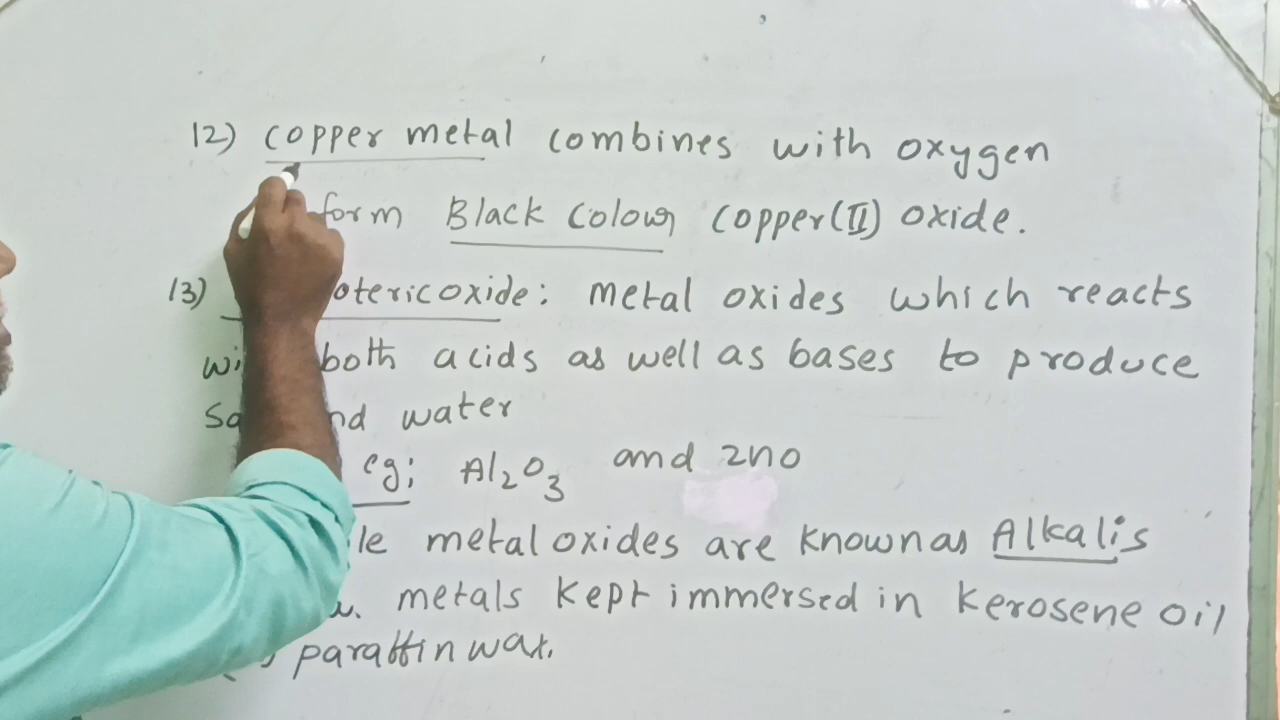 12) copper metal combines with oxygen
form Black colour copper(II) oxide.
13) otericoxide: metal oxides which reacts
both acids as well as bases to produce
water
eg: Al₂O₃ and zno
metal oxides are known as Alkalis
metals kept immersed in kerosene oil
paraffin wax.